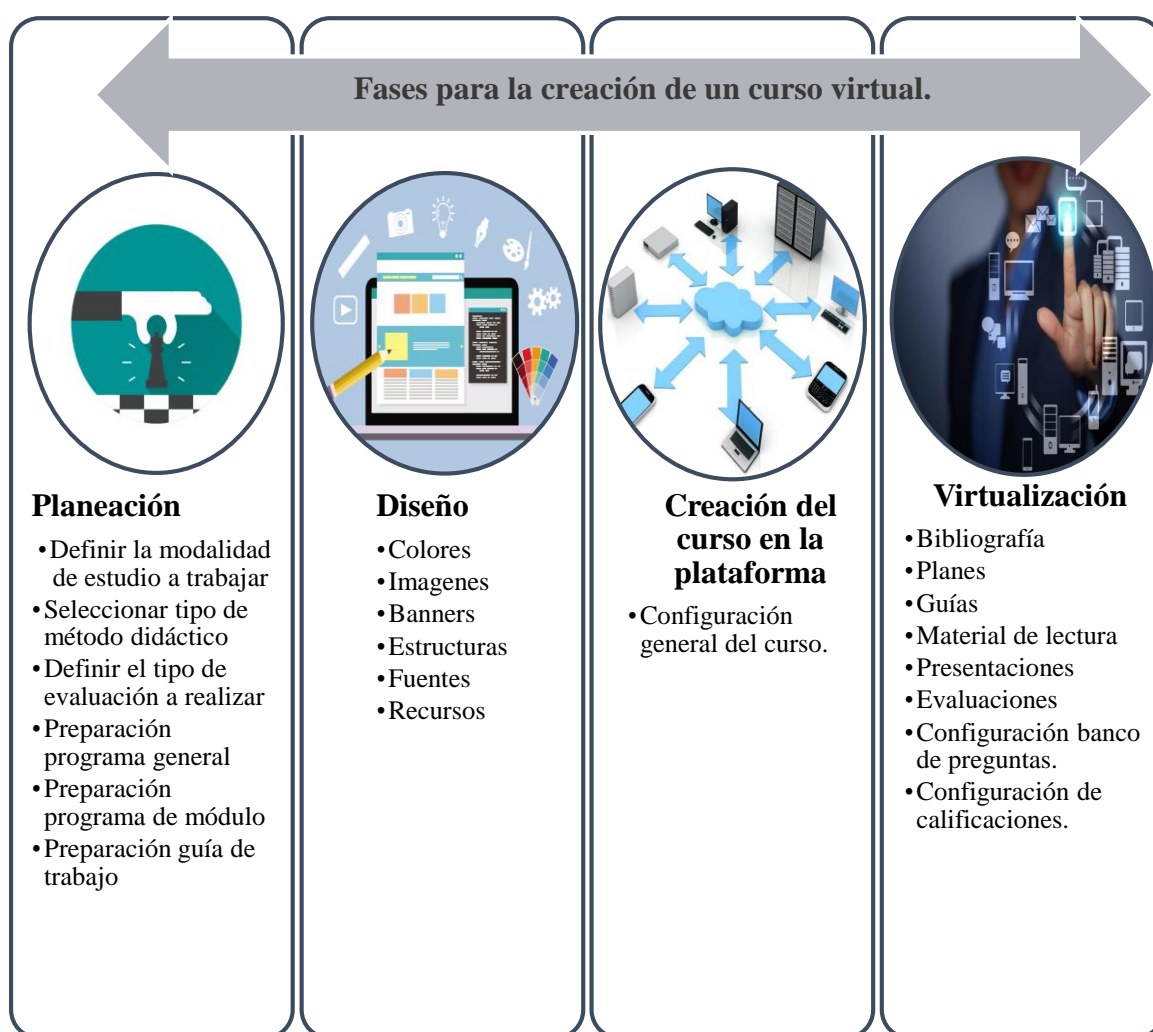 Fases para la creación de un curso virtual.
Planeación
•Definir la modalidad
de estudio a trabajar
•Seleccionar tipo de
método didáctico
•Definir el tipo de
evaluación a realizar
•Preparación
programa general
•Preparación
programa de módulo
•Preparación guía de
trabajo
Diseño
•Colores
•Imagenes
•Banners
•Estructuras
•Fuentes
•Recursos
Creación del
curso en la
plataforma
•Configuración
general del curso.
Virtualización
•Bibliografía
•Planes
•Guías
•Material de lectura
•Presentaciones
•Evaluaciones
•Configuración banco
de preguntas.
•Configuración de
calificaciones.